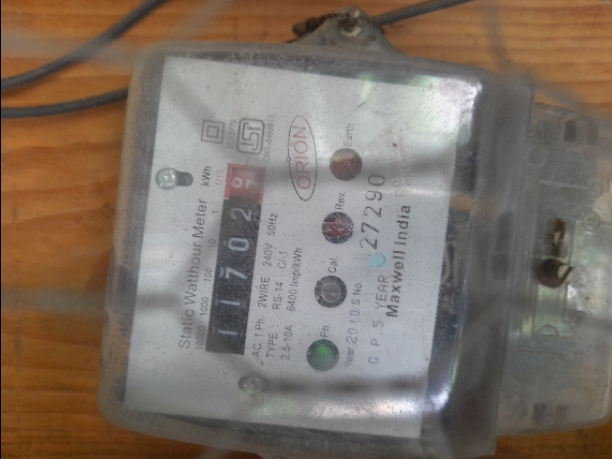 Static Watthour Meter
kWh
10000 1000 100 10 1 1/10
1 1 7 0 2
AC. 1 Ph. 2WIRE 240V 50Hz
TYPE : RS-14 Cl-1
2.5-10A 6400 Imp/kWh
ORION
Ph. Cal. Rev. Earth
Year 2010 S.No. 27290
G.P.5 YEAR
Maxwell india